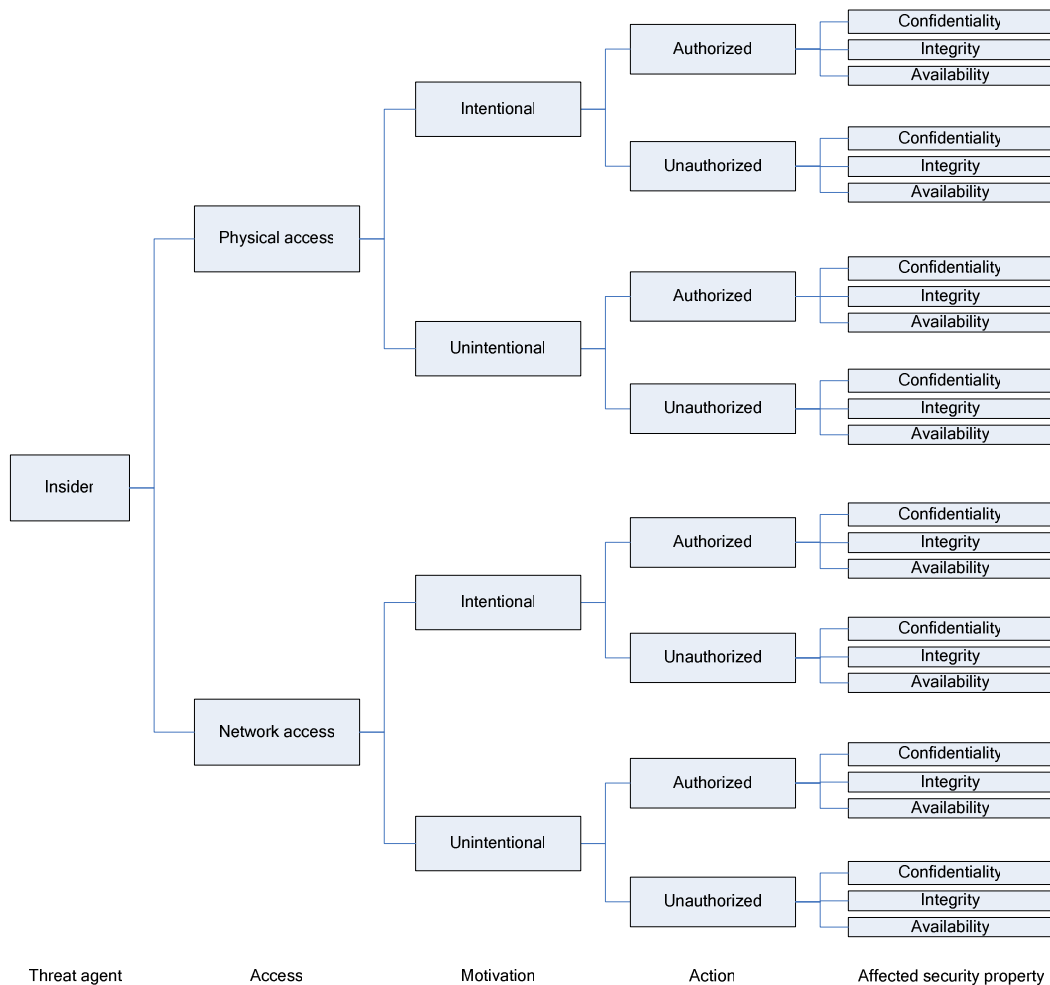 Confidentiality
Authorized
Integrity
Availability
Intentional
Confidentiality
Unauthorized
Integrity
Availability
Physical access
Confidentiality
Authorized
Integrity
Availability
Unintentional
Confidentiality
Unauthorized
Integrity
Availability
Insider
Confidentiality
Authorized
Integrity
Availability
Intentional
Confidentiality
Unauthorized
Integrity
Availability
Network access
Confidentiality
Authorized
Integrity
Availability
Unintentional
Confidentiality
Unauthorized
Integrity
Availability
Threat agent
Access
Motivation
Action
Affected security property